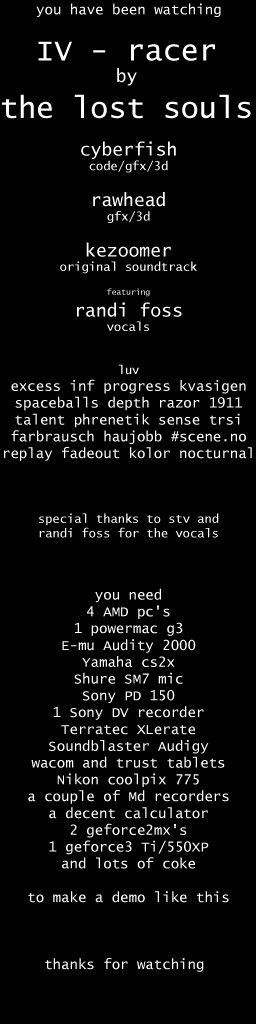 you have been watching
IV - racer
by
the lost souls
cyberfish
code/gfx/3d
rawhead
gfx/3d
kezoomer
original soundtrack
featuring
randi foss
vocals
luv
excess inf progress kvasigen
spaceballs depth razor 1911
talent phrenetik sense trsi
farbrausch haujobb #scene.no
replay fadeout kolor nocturnal
special thanks to stv and
randi foss for the vocals
you need
4 AMD pc's
1 powermac g3
E-mu Audity 2000
Yamaha cs2x
Shure SM7 mic
Sony PD 150
1 Sony DV recorder
Terratec XLerate
Soundblaster Audigy
wacom and trust tablets
Nikon coolpix 775
a couple of Md recorders
a decent calculator
2 geforce2mx's
1 geforce3 Ti/550XP
and lots of coke
to make a demo like this
thanks for watching